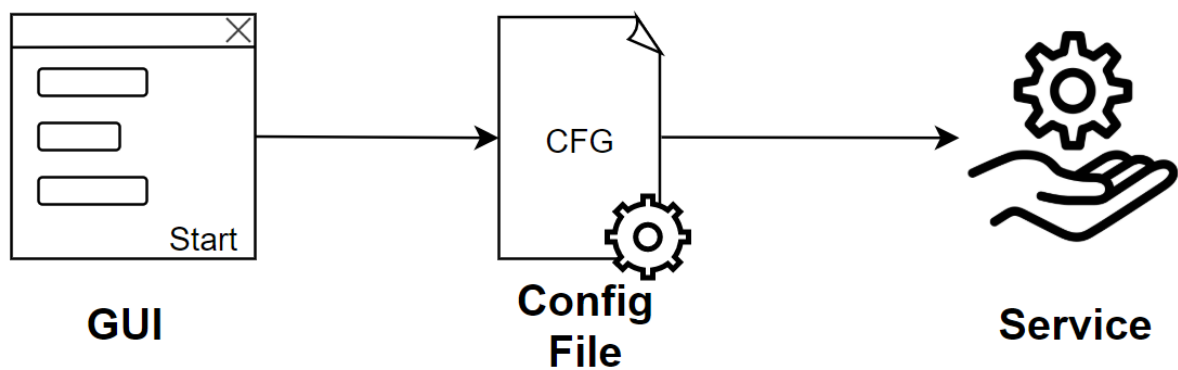 Start
CFG
GUI
Config
File
Service